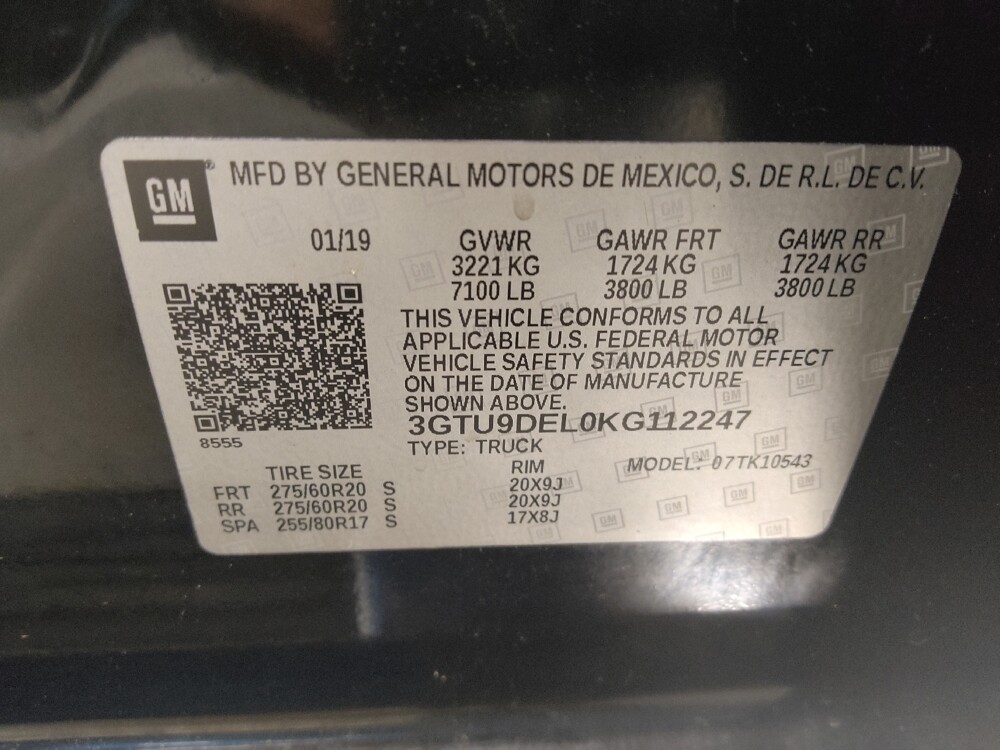 GM ® MFD BY GENERAL MOTORS DE MEXICO, S. DE R.L. DE C.V.
01/19 GVWR GAWR FRT GAWR RR
3221 KG 1724 KG 1724 KG
7100 LB 3800 LB 3800 LB
THIS VEHICLE CONFORMS TO ALL
APPLICABLE U.S. FEDERAL MOTOR
VEHICLE SAFETY STANDARDS IN EFFECT
ON THE DATE OF MANUFACTURE
SHOWN ABOVE.
3GTU9DEL0KG112247
8555 TYPE: TRUCK
TIRE SIZE RIM MODEL: 07TK10543
FRT 275/60R20 S 20X9J
RR 275/60R20 S 20X9J
SPA 255/80R17 S 17X8J